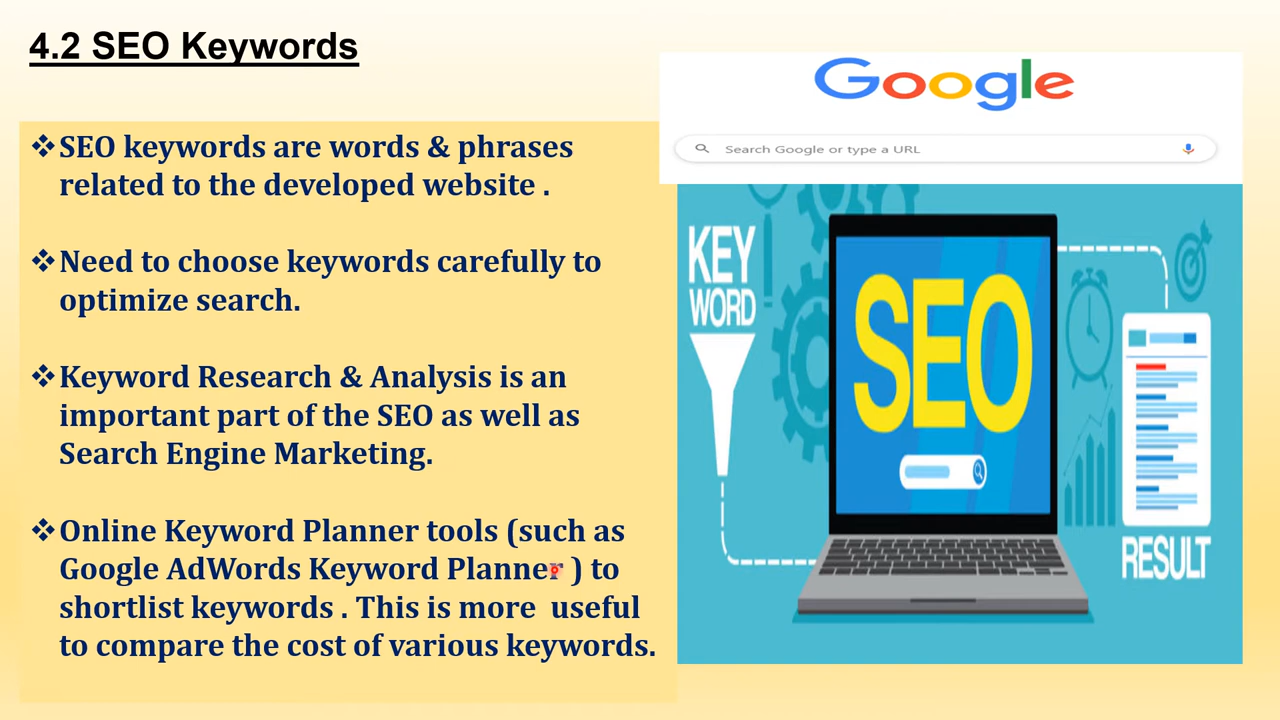 4.2 SEO Keywords
❖SEO keywords are words & phrases
related to the developed website .
❖Need to choose keywords carefully to
optimize search.
❖Keyword Research & Analysis is an
important part of the SEO as well as
Search Engine Marketing.
❖Online Keyword Planner tools (such as
Google AdWords Keyword Planner ) to
shortlist keywords . This is more  useful
to compare the cost of various keywords.
Google
Search Google or type a URL
KEY
WORD
SEO
RESULT